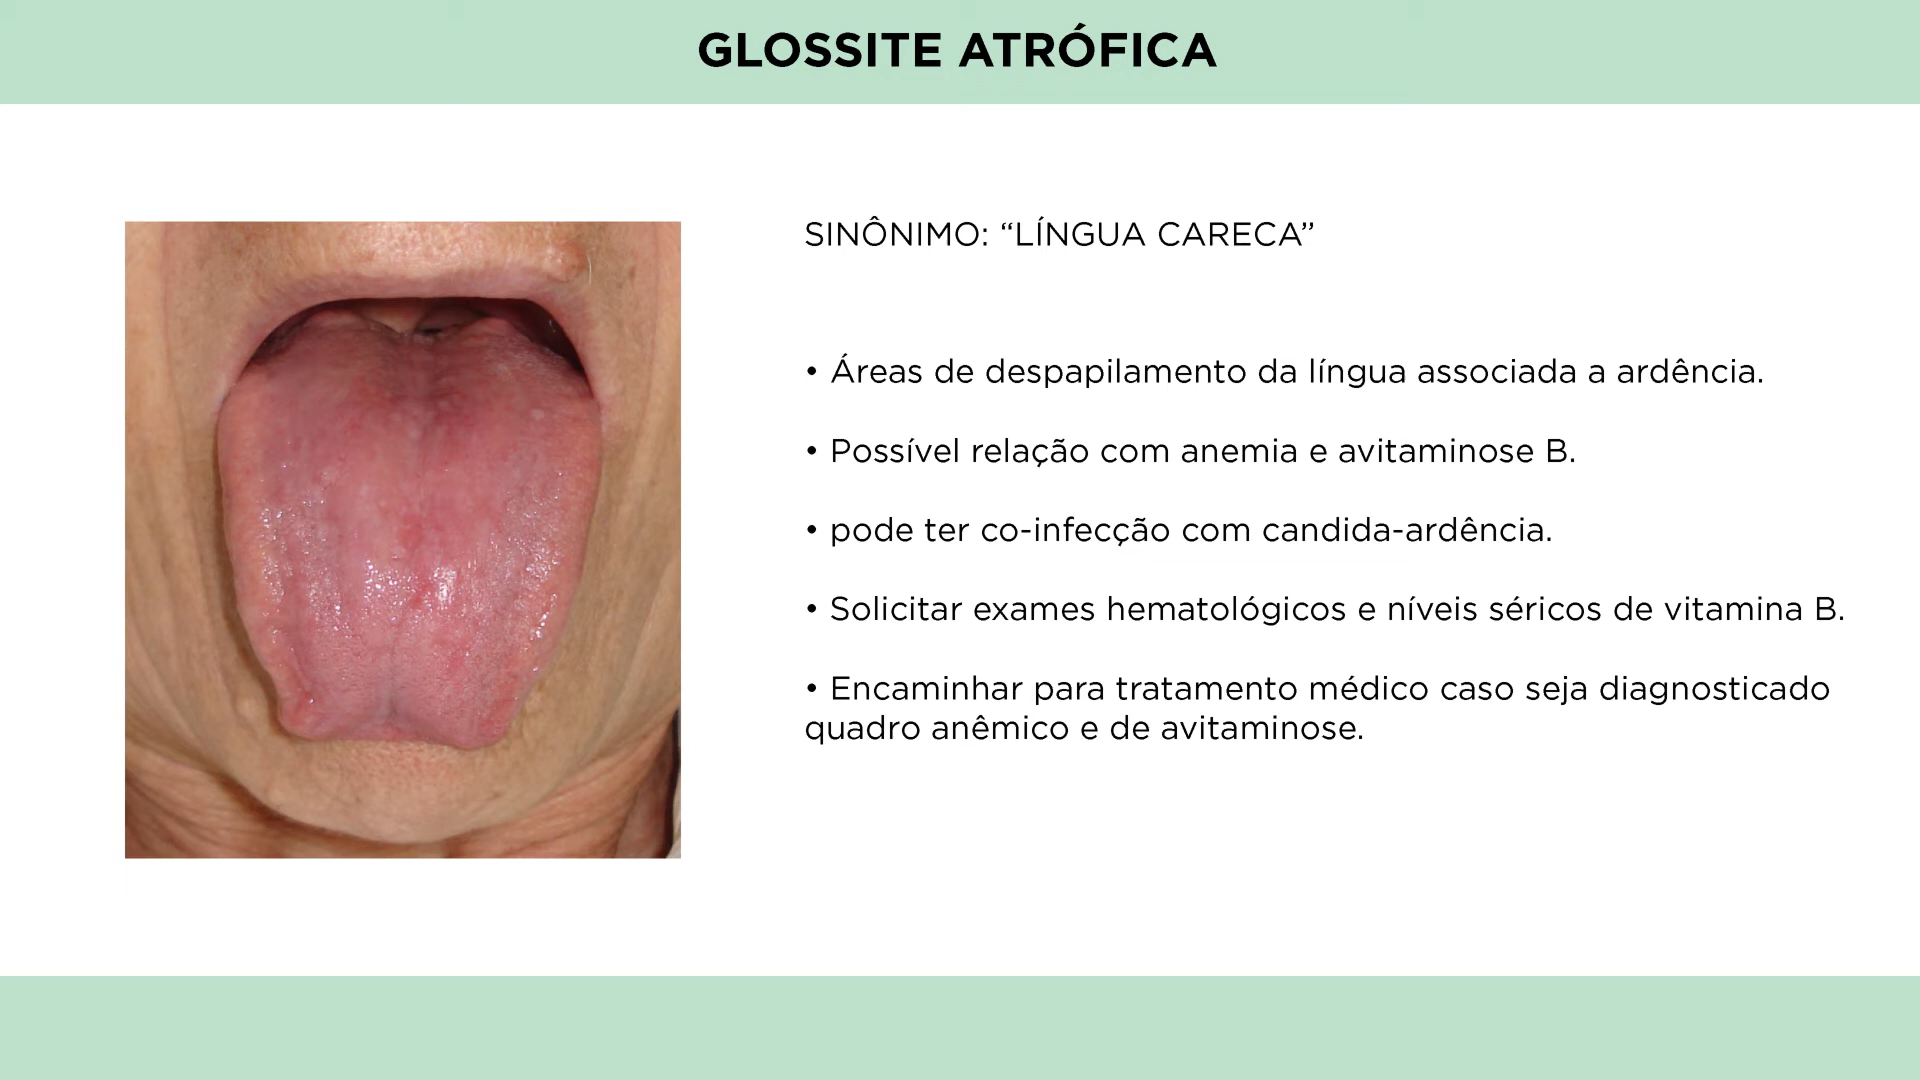 GLOSSITE ATRÓFICA
SINÔNIMO: “LÍNGUA CARECA”
• Áreas de despapilamento da língua associada a ardência.
• Possível relação com anemia e avitaminose B.
• pode ter co-infecção com candida-ardência.
• Solicitar exames hematológicos e níveis séricos de vitamina B.
• Encaminhar para tratamento médico caso seja diagnosticado
quadro anêmico e de avitaminose.